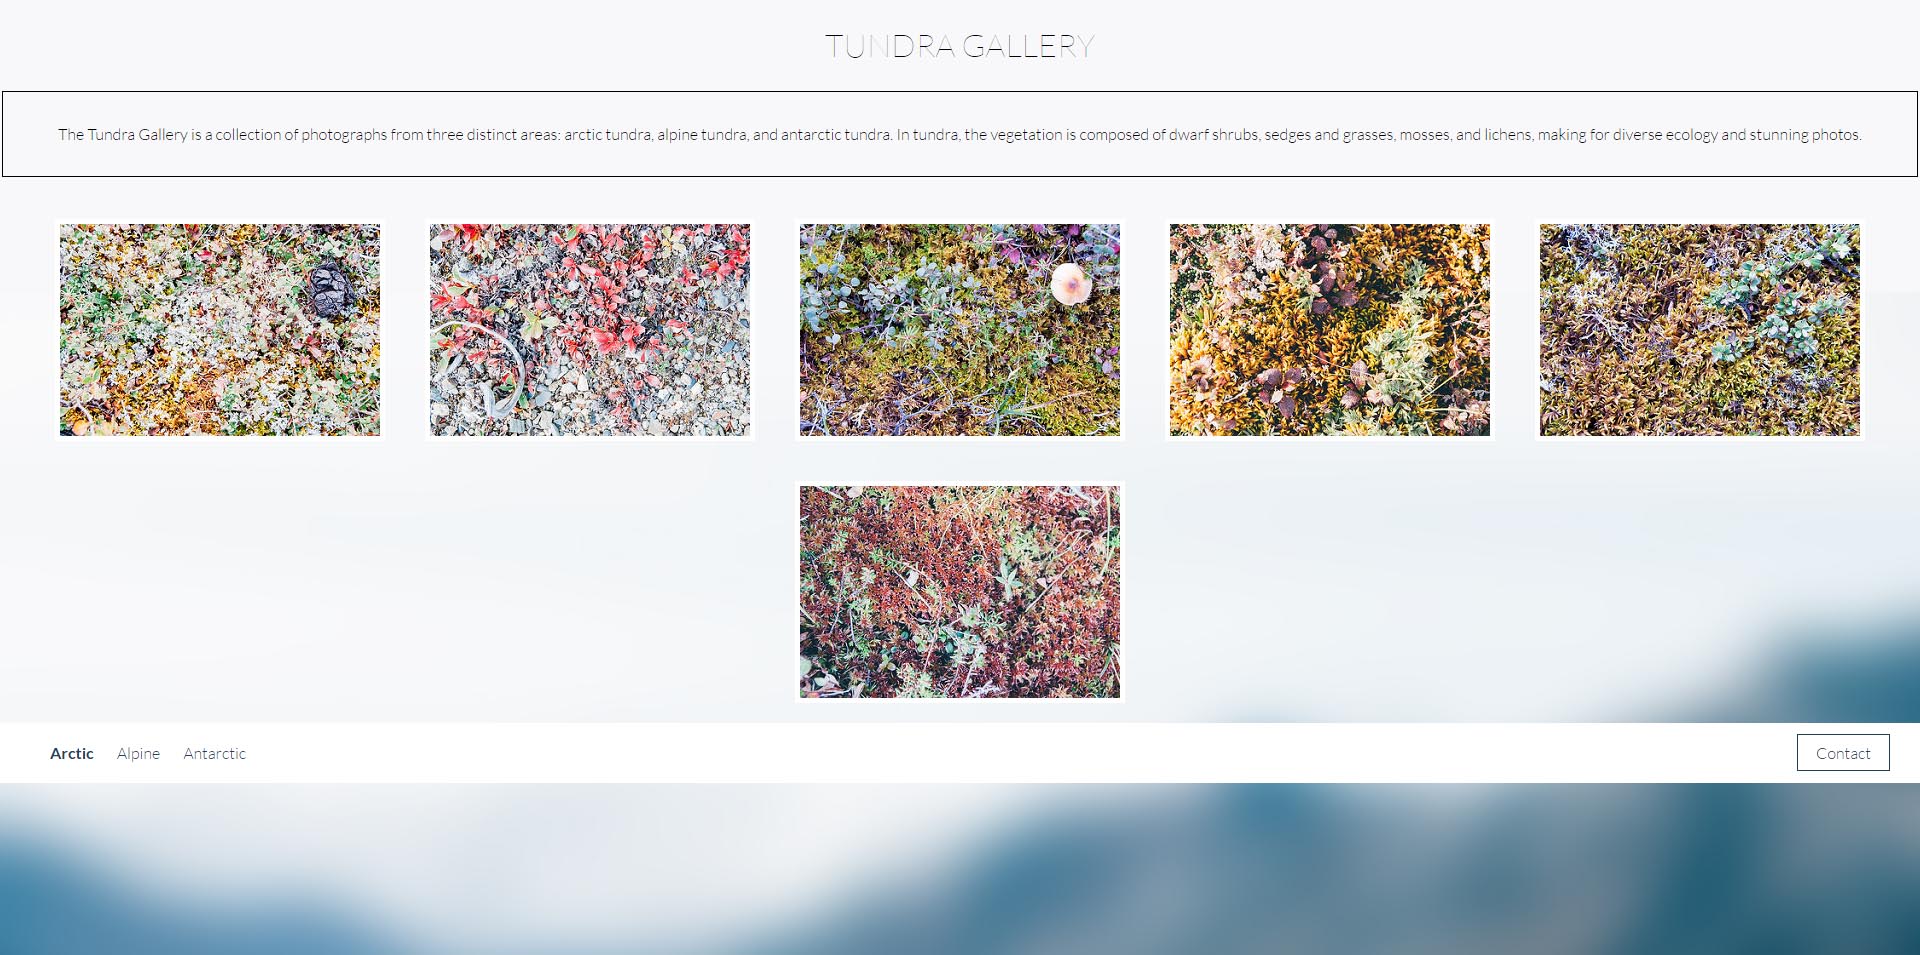 TUNDRA GALLERY
The Tundra Gallery is a collection of photographs from three distinct areas: arctic tundra, alpine tundra, and antarctic tundra. In tundra, the vegetation is composed of dwarf shrubs, sedges and grasses, mosses, and lichens, making for diverse ecology and stunning photos.
Arctic Alpine Antarctic Contact